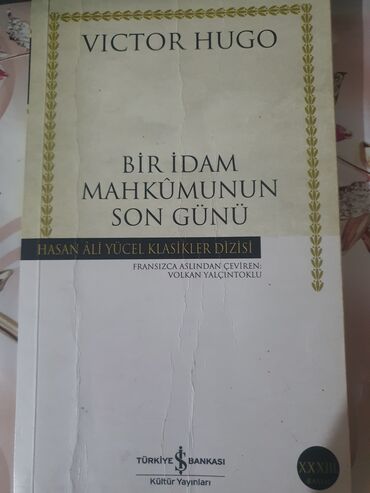 VICTOR HUGO
BİR İDAM
MAHKÛMUNUN
SON GÜNÜ
HASAN ÂLİ YÜCEL KLASİKLER DİZİSİ
FRANSIZCA ASLINDAN ÇEVİREN:
VOLKAN YALÇINTOKLU
TÜRKİYE İŞ BANKASI
Kültür Yayınları